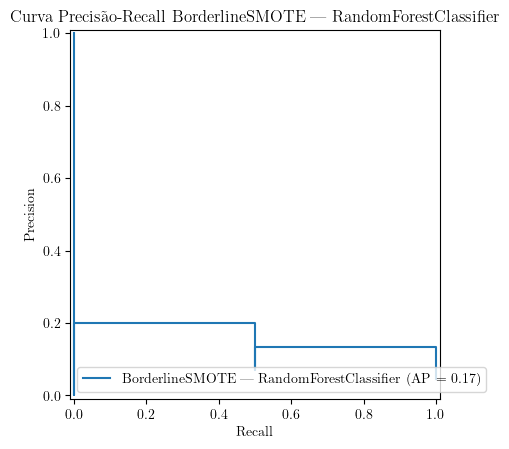 Curva Precisão-Recall BorderlineSMOTE — RandomForestClassifier
1.0
0.8
0.6
0.4
0.2
0.0
Precision
BorderlineSMOTE — RandomForestClassifier (AP = 0.17)
0.0 0.2 0.4 0.6 0.8 1.0
Recall